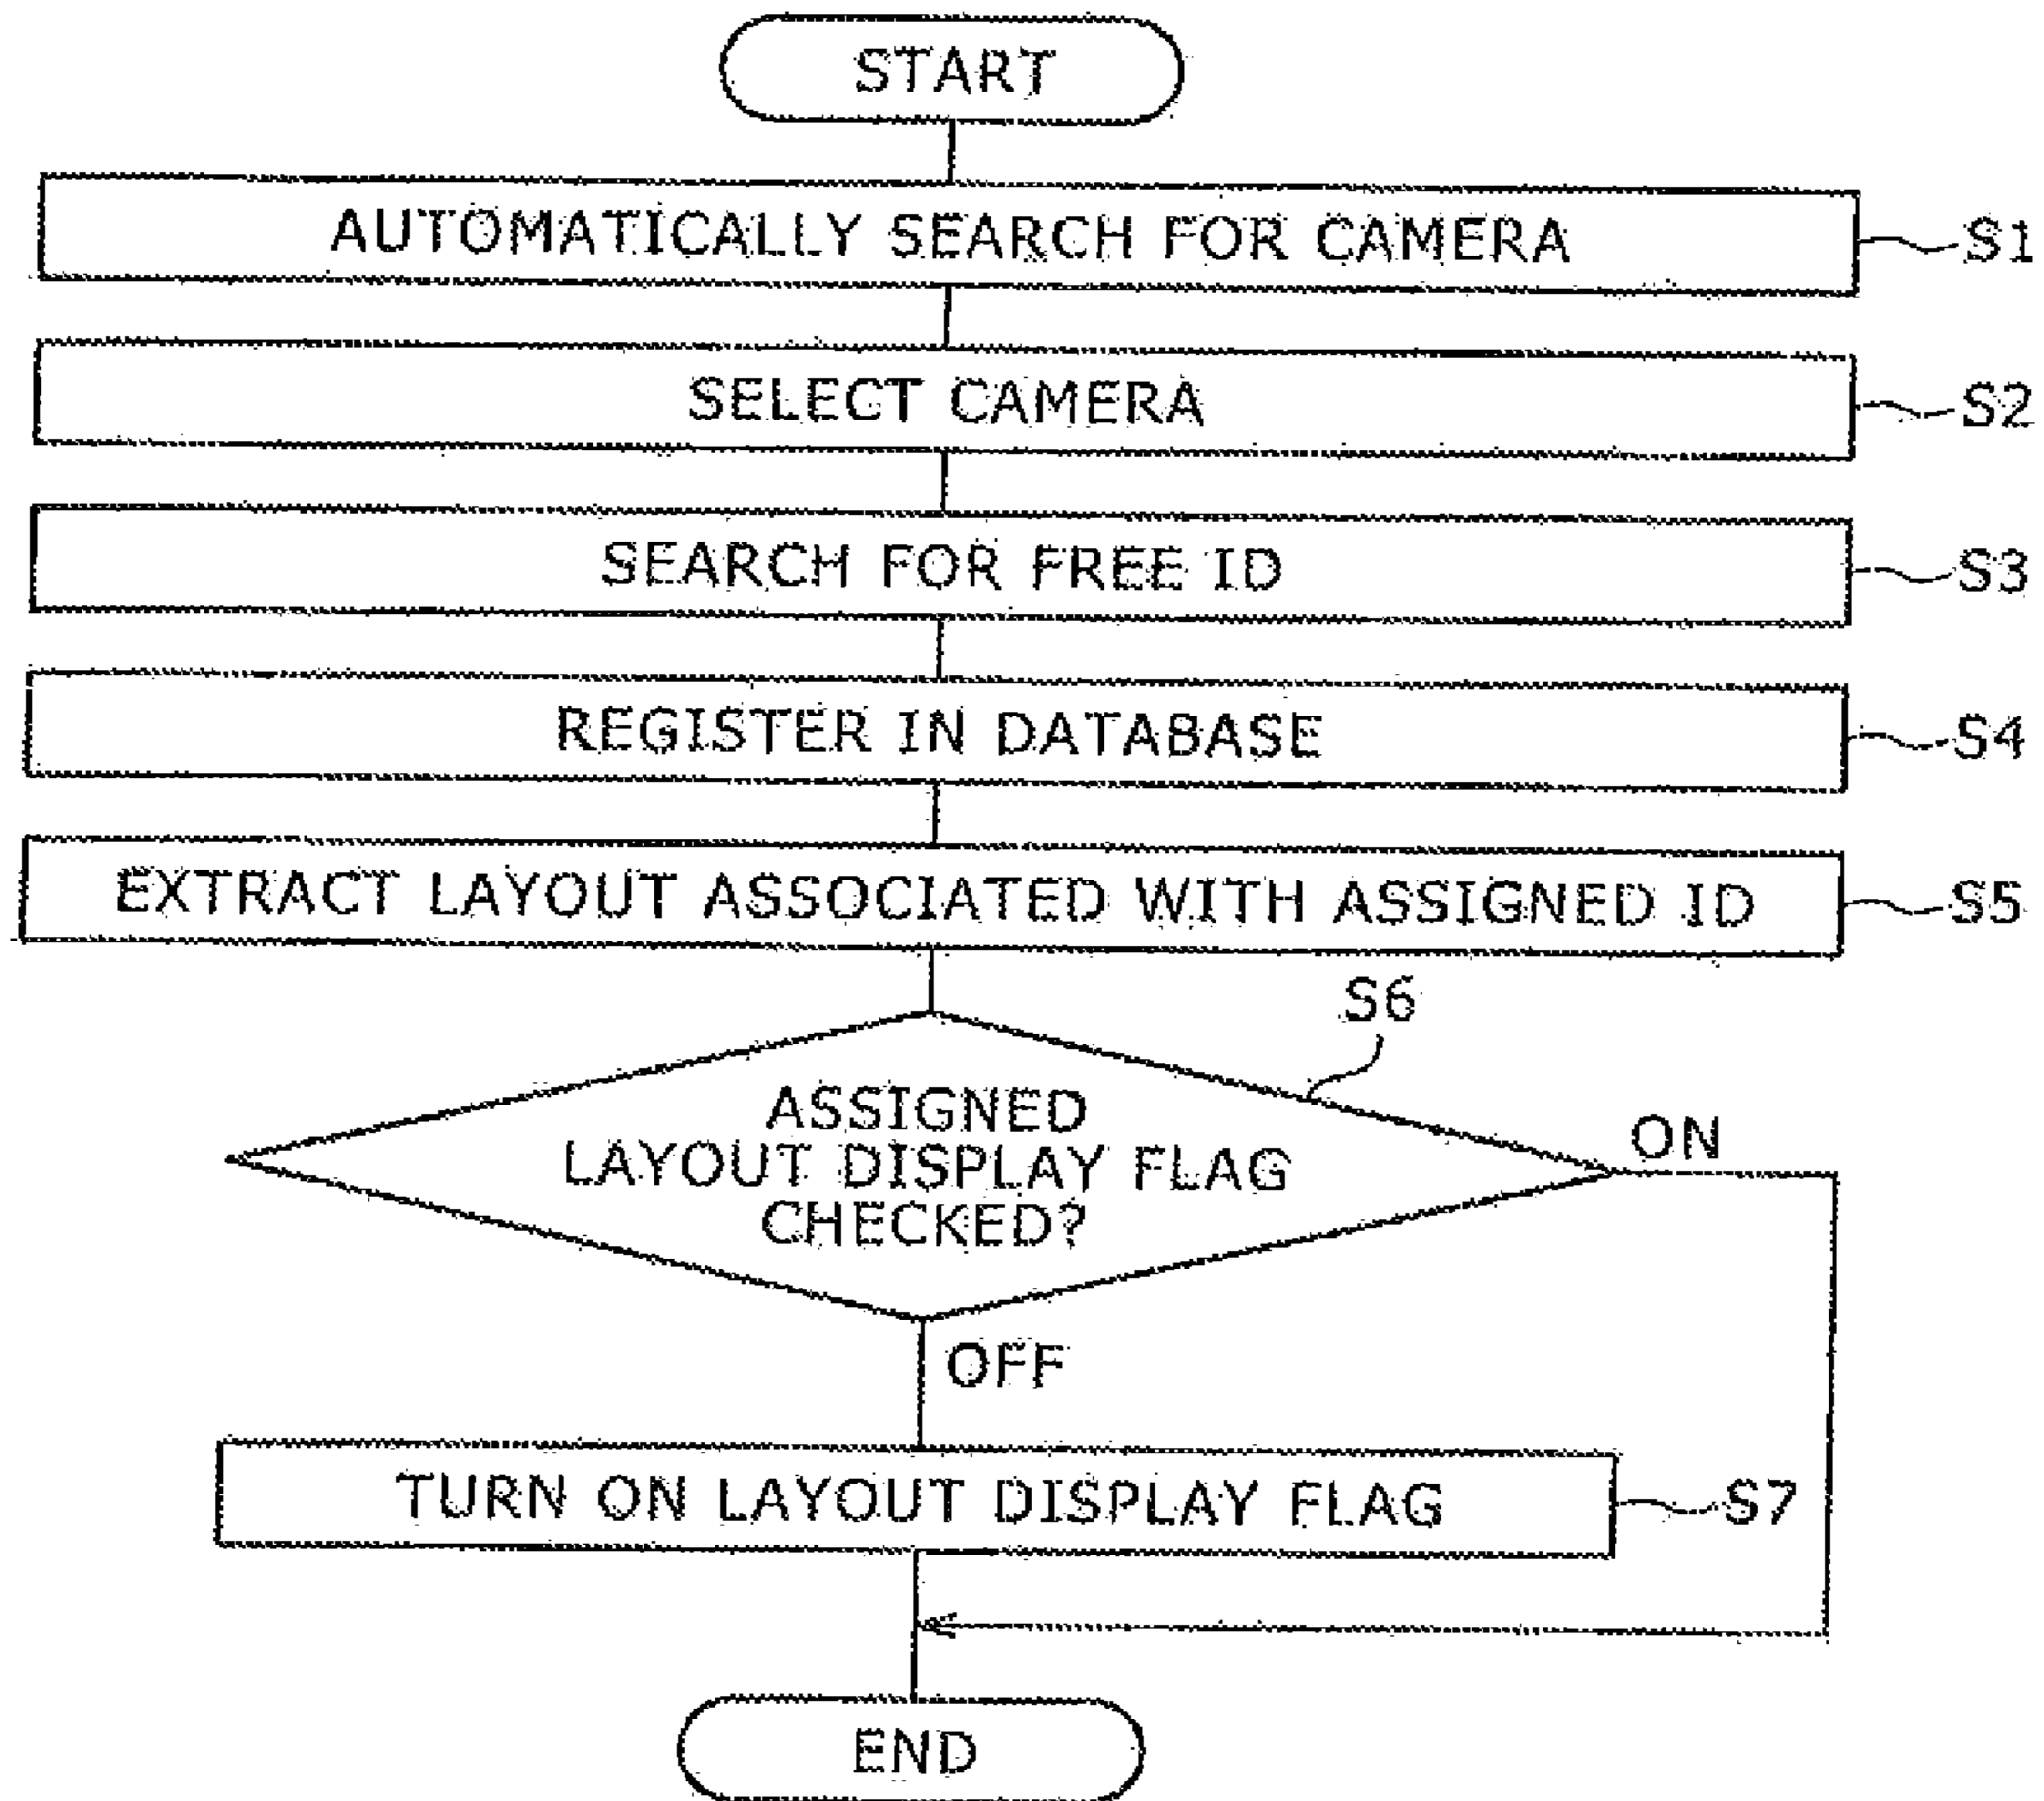 START
AUTOMATICALLY SEARCH FOR CAMERA
S1
SELECT CAMERA
S2
SEARCH FOR FREE ID
S3
REGISTER IN DATABASE
S4
EXTRACT LAYOUT ASSOCIATED WITH ASSIGNED ID
S5
S6
ASSIGNED
LAYOUT DISPLAY FLAG
CHECKED?
ON
OFF
TURN ON LAYOUT DISPLAY FLAG
S7
END